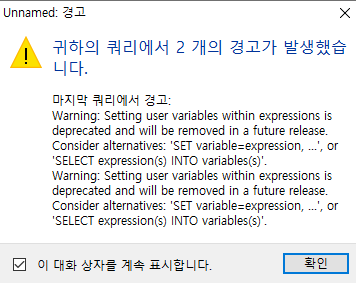 Unnamed: 경고
귀하의 쿼리에서 2 개의 경고가 발생했습
니다.
마지막 쿼리에서 경고:
Warning: Setting user variables within expressions is
deprecated and will be removed in a future release.
Consider alternatives: 'SET variable=expression, ...', or
'SELECT expression(s) INTO variables(s)'.
Warning: Setting user variables within expressions is
deprecated and will be removed in a future release.
Consider alternatives: 'SET variable=expression, ...', or
'SELECT expression(s) INTO variables(s)'.
이 대화 상자를 계속 표시합니다.
확인